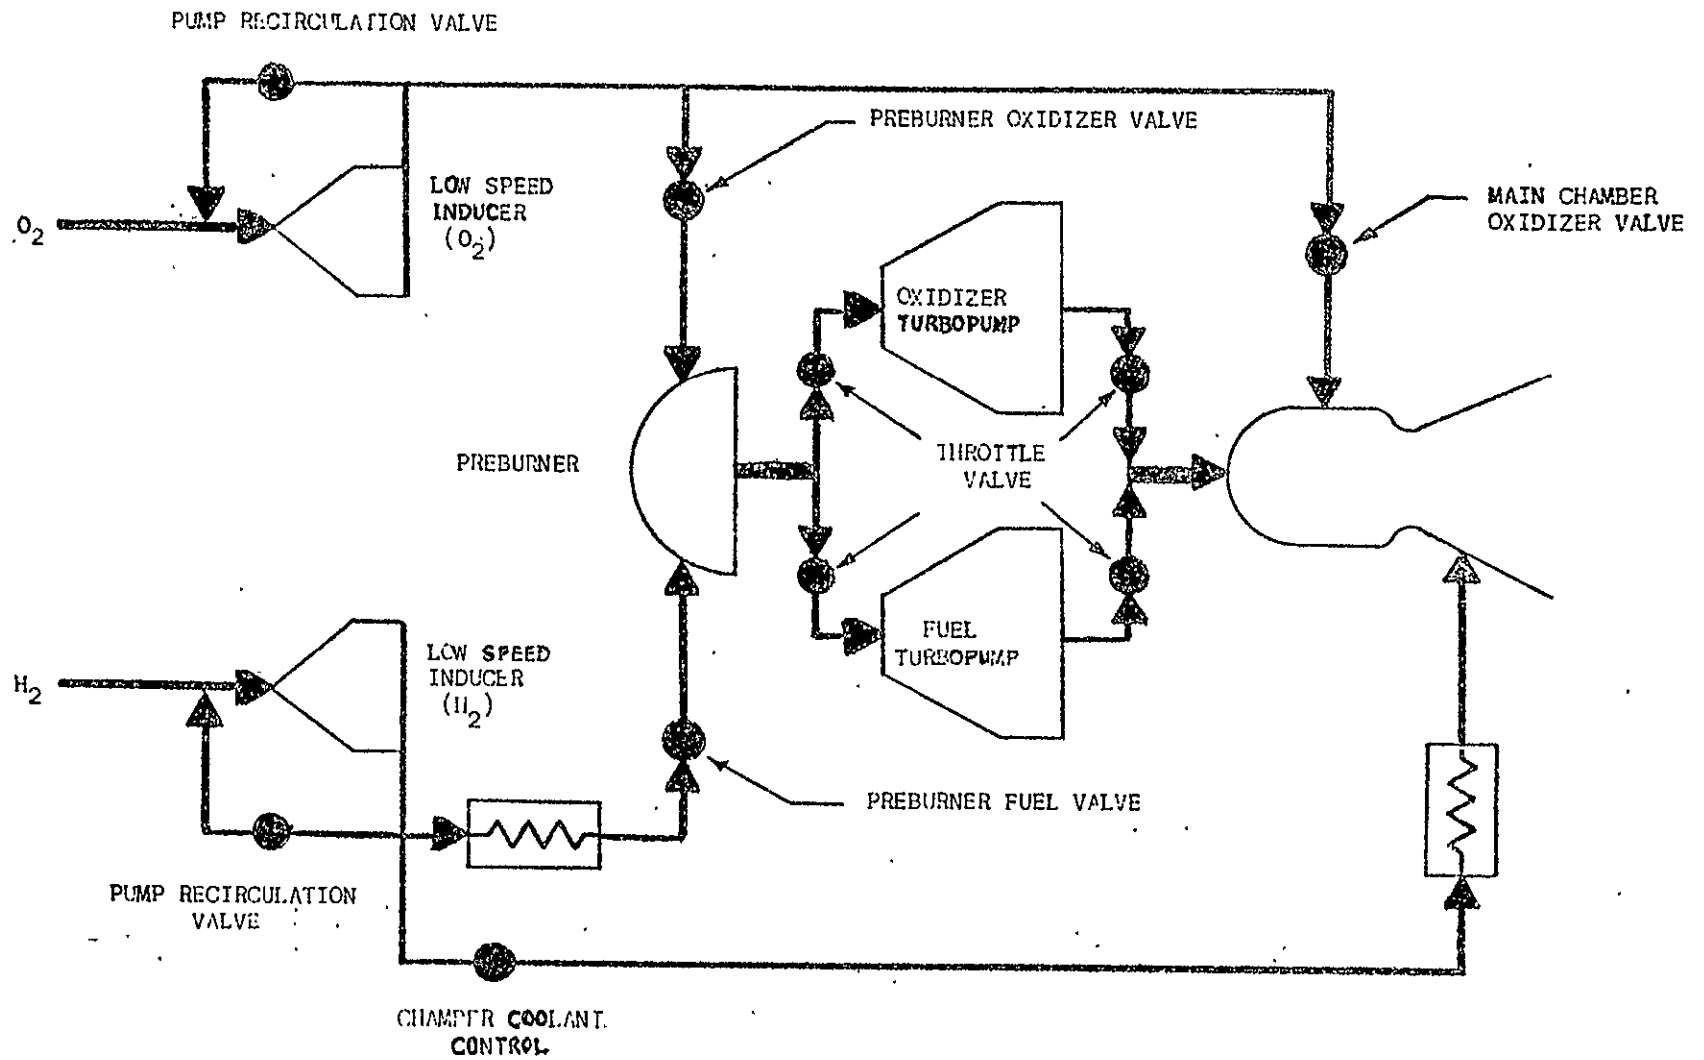 PUMP RECIRCULATION VALVE
PREBURNER OXIDIZER VALVE
LOW SPEED
INDUCER
(O2)
MAIN CHAMBER
OXIDIZER VALVE
O2
OXIDIZER
TURBOPUMP
THROTTLE
VALVE
PREBURNER
FUEL
TURBOPUMP
LOW SPEED
INDUCER
(H2)
H2
PREBURNER FUEL VALVE
PUMP RECIRCULATION
VALVE
CHAMBER COOLANT
CONTROL